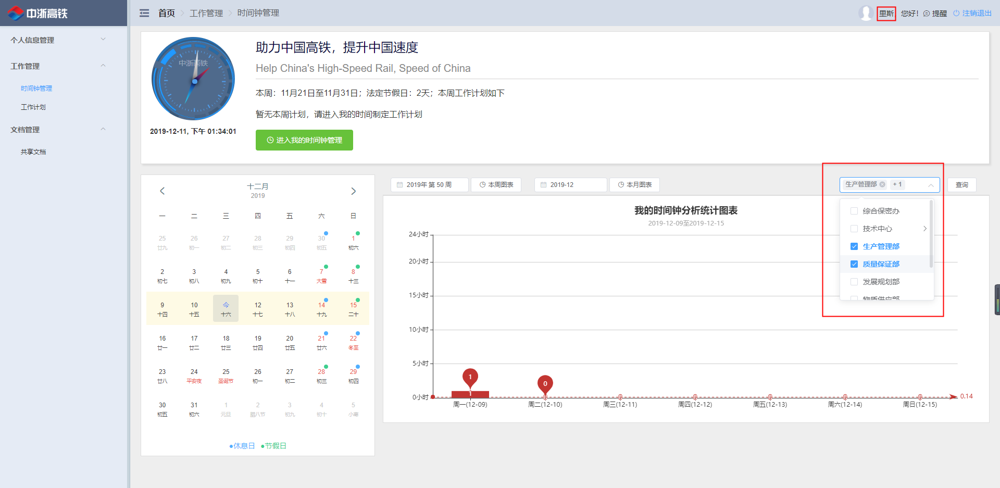 中浙高铁
首页 工作管理 时间钟管理
里斯 您好！ 提醒 注销退出
个人信息管理
工作管理
时间钟管理
工作计划
文档管理
共享文档
中浙高铁
2019-12-11, 下午 01:34:01
助力中国高铁，提升中国速度
Help China's High-Speed Rail, Speed of China
本周：11月21日至11月31日；法定节假日：2天；本周工作计划如下
暂无本周计划，请进入我的时间制定工作计划
进入我的时间钟管理
十二月
2019
一 二 三 四 五 六 日
25 26 27 28 29 30 1
廿九 初一 初二 初三 初四 初五 初六
2 3 4 5 6 7 8
初七 初八 初九 初十 十一 大雪 十三
9 10 今 12 13 14 15
十四 十五 十六 十七 十八 十九 二十
16 17 18 19 20 21 22
廿一 廿二 廿三 廿四 廿五 廿六 冬至
23 24 25 26 27 28 29
廿八 平安夜 圣诞节 初一 初二 初三 初四
30 31 1 2 3 4 5
初五 初六 元旦 腊八节 初九 初十 小寒
●休息日 ●节假日
2019年 第 50 周 本周图表 2019-12 本月图表
生产管理部 + 1 查询
综合保密办
技术中心
生产管理部
质量保证部
发展规划部
物质供应部
我的时间钟分析统计图表
2019-12-09至2019-12-15
24小时
20小时
15小时
10小时
5小时
0小时
1
0
1 0 0 0 0 0 0
0.14
周一(12-09) 周二(12-10) 周三(12-11) 周四(12-12) 周五(12-13) 周六(12-14) 周日(12-15)